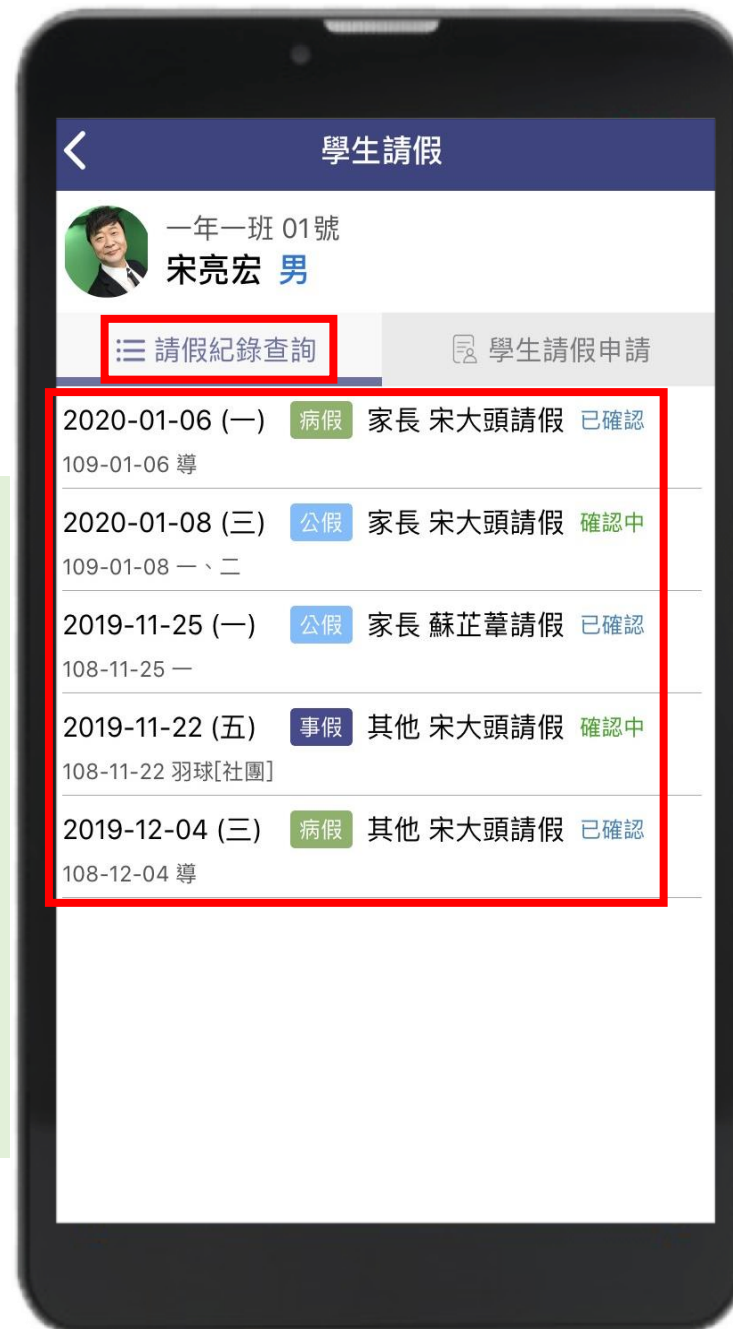 學生請假
一年一班 01號
宋亮宏 男
請假紀錄查詢 學生請假申請
2020-01-06 (一) 病假 家長 宋大頭請假 已確認
109-01-06 導
2020-01-08 (三) 公假 家長 宋大頭請假 確認中
109-01-08 一、二
2019-11-25 (一) 公假 家長 蘇芷葦請假 已確認
108-11-25 一
2019-11-22 (五) 事假 其他 宋大頭請假 確認中
108-11-22 羽球[社團]
2019-12-04 (三) 病假 其他 宋大頭請假 已確認
108-12-04 導